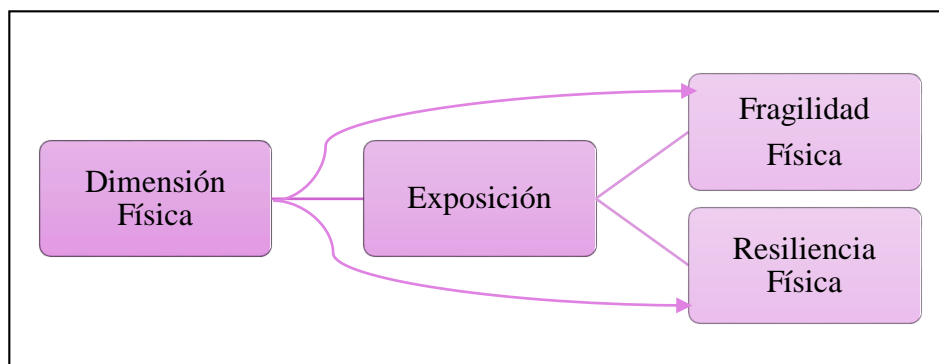 Dimensión
Física
Exposición
Fragilidad
Física
Resiliencia
Física